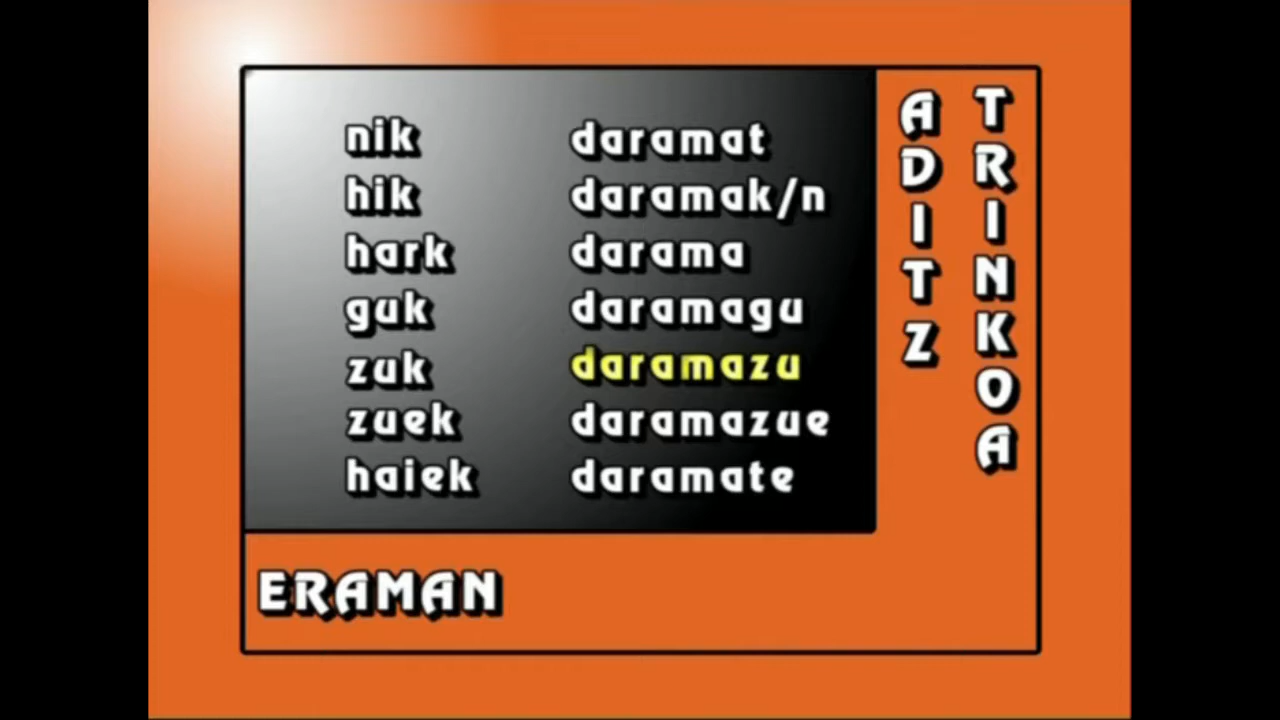 nik daramat
hik daramak/n
hark darama
guk daramagu
zuk daramazu
zuek daramazue
haiek daramate
ADITZ
TRINKOA
ERAMAN